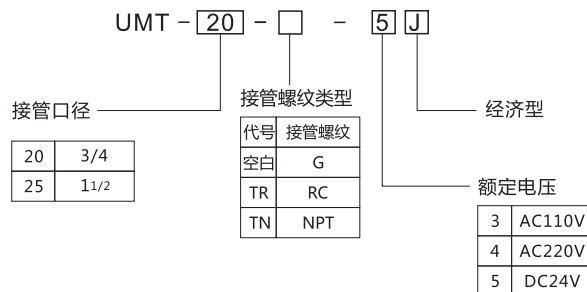 UMT - 20 - □ - 5 J
接管口径
20 3/4
25 11/2
接管螺纹类型
代号 接管螺纹
空白 G
TR RC
TN NPT
经济型
额定电压
3 AC110V
4 AC220V
5 DC24V